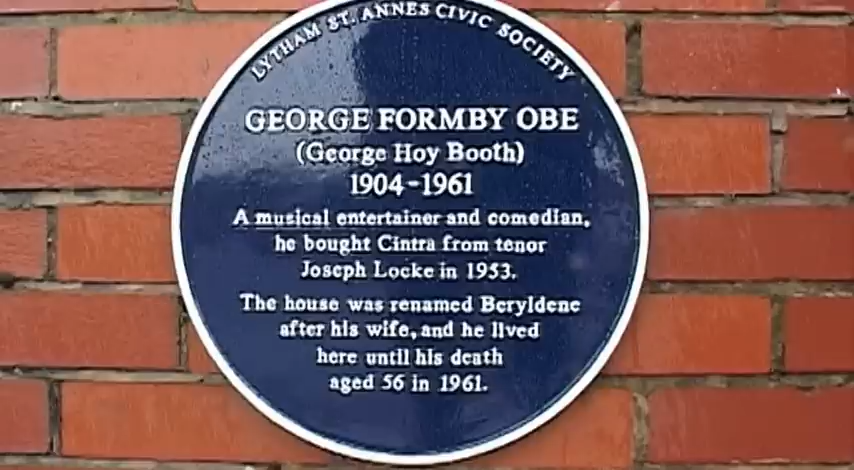 LYTHAM ST. ANNES CIVIC SOCIETY
GEORGE FORMBY OBE
(George Hoy Booth)
1904-1961
A musical entertainer and comedian,
he bought Cintra from tenor
Joseph Locke in 1953.
The house was renamed Beryldene
after his wife, and he lived
here until his death
aged 56 in 1961.